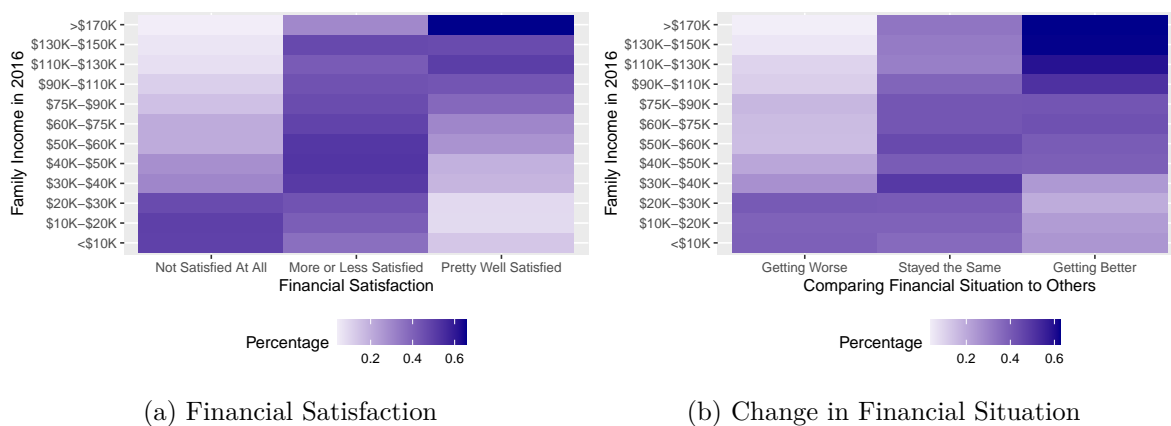 Family Income in 2016
>$170K
$130K–$150K
$110K–$130K
$90K–$110K
$75K–$90K
$60K–$75K
$50K–$60K
$40K–$50K
$30K–$40K
$20K–$30K
$10K–$20K
<$10K
Not Satisfied At All More or Less Satisfied Pretty Well Satisfied
Financial Satisfaction
Percentage
0.2 0.4 0.6
(a) Financial Satisfaction
Family Income in 2016
>$170K
$130K–$150K
$110K–$130K
$90K–$110K
$75K–$90K
$60K–$75K
$50K–$60K
$40K–$50K
$30K–$40K
$20K–$30K
$10K–$20K
<$10K
Getting Worse Stayed the Same Getting Better
Comparing Financial Situation to Others
Percentage
0.2 0.4 0.6
(b) Change in Financial Situation